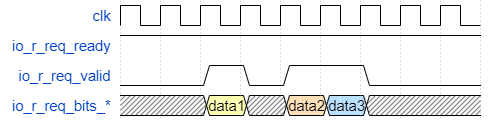 clk
io_r_req_ready
io_r_req_valid
io_r_req_bits_* data1 data2 data3